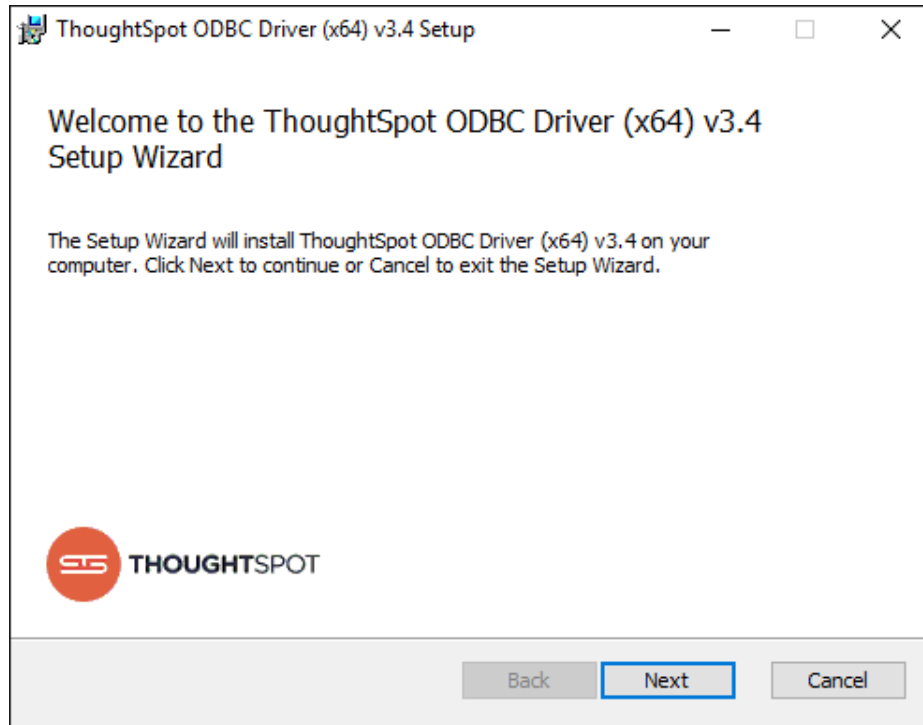 ThoughtSpot ODBC Driver (x64) v3.4 Setup
Welcome to the ThoughtSpot ODBC Driver (x64) v3.4
Setup Wizard
The Setup Wizard will install ThoughtSpot ODBC Driver (x64) v3.4 on your
computer. Click Next to continue or Cancel to exit the Setup Wizard.
THOUGHTSPOT
Back Next Cancel